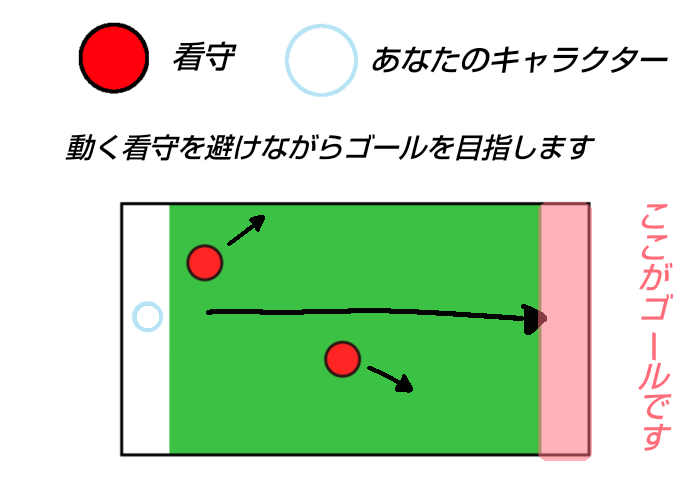 看守
あなたのキャラクター
動く看守を避けながらゴールを目指します
ここがゴールです